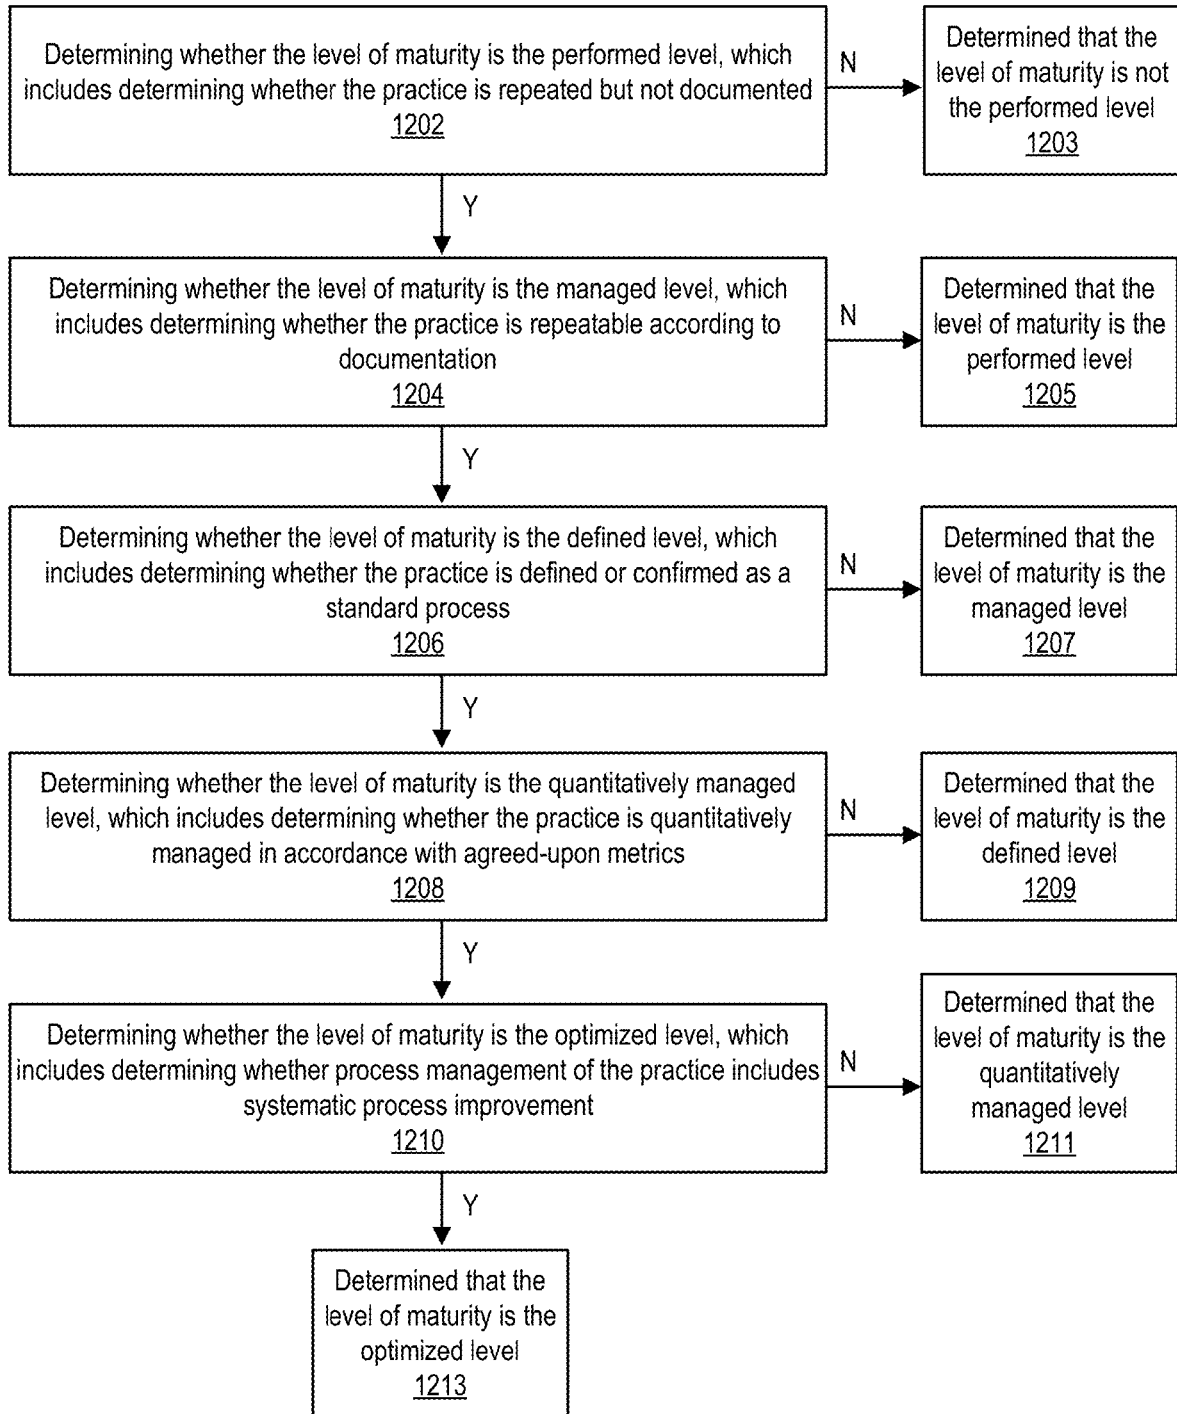 Determining whether the level of maturity is the performed level, which
includes determining whether the practice is repeated but not documented
1202
N
Determined that the
level of maturity is not
the performed level
1203
Y
Determining whether the level of maturity is the managed level, which
includes determining whether the practice is repeatable according to
documentation
1204
N
Determined that the
level of maturity is the
performed level
1205
Y
Determining whether the level of maturity is the defined level, which
includes determining whether the practice is defined or confirmed as a
standard process
1206
N
Determined that the
level of maturity is the
managed level
1207
Y
Determining whether the level of maturity is the quantitatively managed
level, which includes determining whether the practice is quantitatively
managed in accordance with agreed-upon metrics
1208
N
Determined that the
level of maturity is the
defined level
1209
Y
Determining whether the level of maturity is the optimized level, which
includes determining whether process management of the practice includes
systematic process improvement
1210
N
Determined that the
level of maturity is the
quantitatively
managed level
1211
Y
Determined that the
level of maturity is the
optimized level
1213